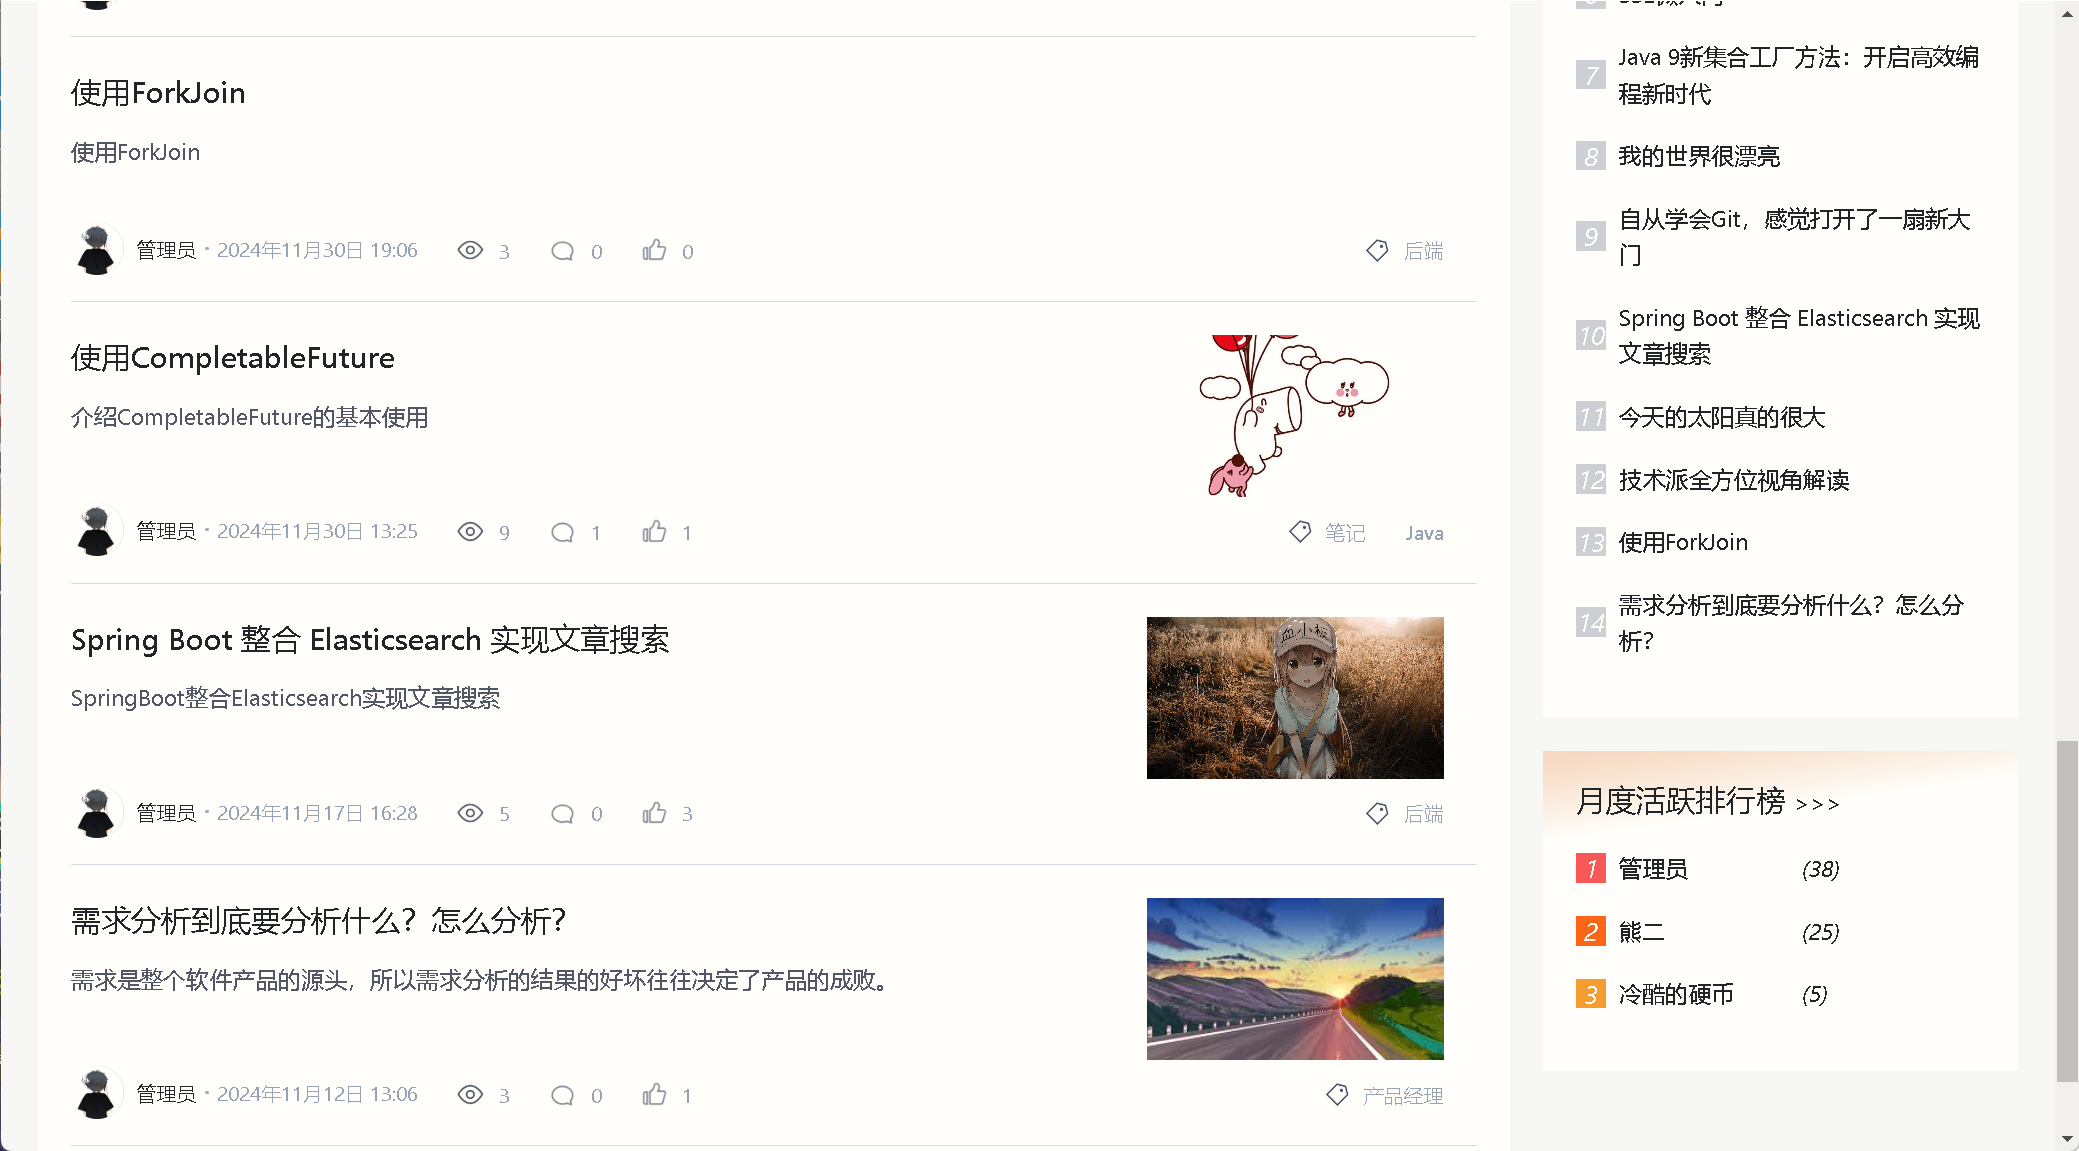 使用ForkJoin
使用ForkJoin
管理员 · 2024年11月30日 19:06 3 0 0 后端
使用CompletableFuture
介绍CompletableFuture的基本使用
管理员 · 2024年11月30日 13:25 9 1 1 笔记 Java
Spring Boot 整合 Elasticsearch 实现文章搜索
SpringBoot整合Elasticsearch实现文章搜索
管理员 · 2024年11月17日 16:28 5 0 3 后端
需求分析到底要分析什么？怎么分析？
需求是整个软件产品的源头，所以需求分析的结果的好坏往往决定了产品的成败。
管理员 · 2024年11月12日 13:06 3 0 1 产品经理
7 Java 9新集合工厂方法：开启高效编
程新时代
8 我的世界很漂亮
9 自从学会Git，感觉打开了一扇新大
门
10 Spring Boot 整合 Elasticsearch 实现
文章搜索
11 今天的太阳真的很大
12 技术派全方位视角解读
13 使用ForkJoin
14 需求分析到底要分析什么？怎么分
析？
月度活跃排行榜 >>>
1 管理员 (38)
2 熊二 (25)
3 冷酷的硬币 (5)